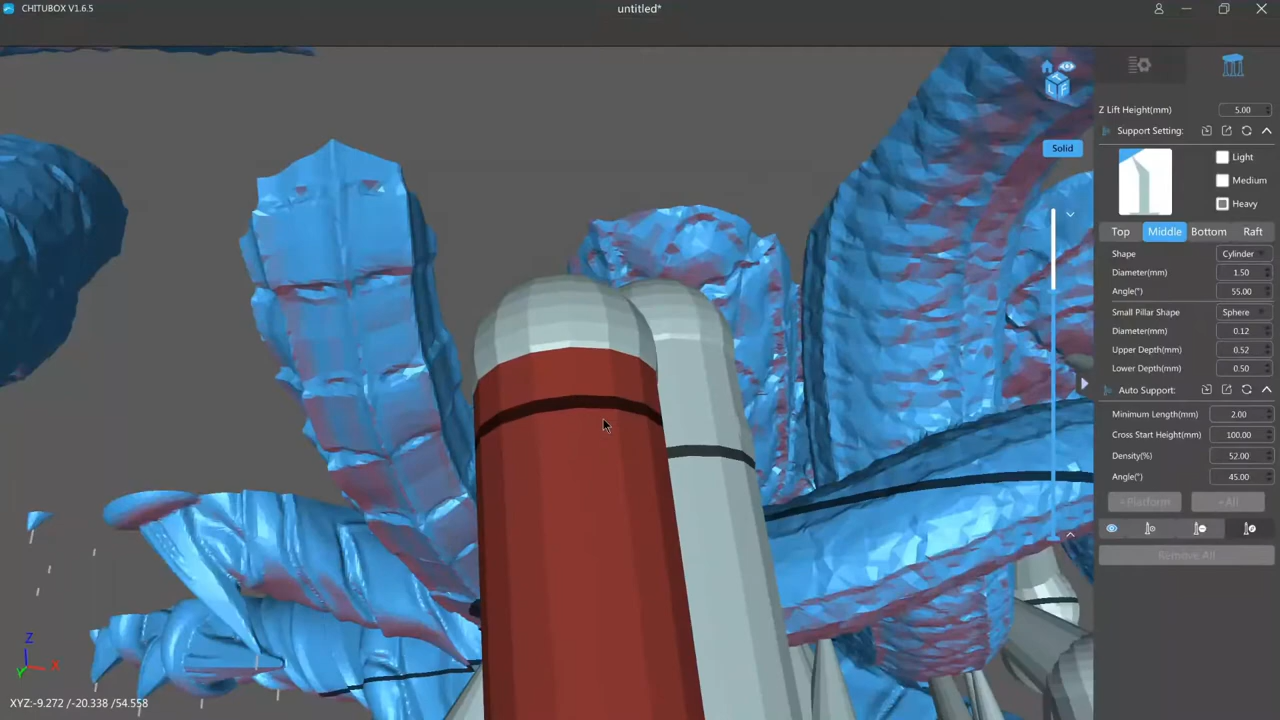 CHITUBOX V1.6.5
untitled*
Z Lift Height(mm) 5.00
Support Setting:
Light
Medium
Heavy
Top Middle Bottom Raft
Shape Cylinder
Diameter(mm) 1.50
Angle(°) 55.00
Small Pillar Shape Sphere
Diameter(mm) 0.12
Upper Depth(mm) 0.52
Lower Depth(mm) 0.50
Auto Support:
Minimum Length(mm) 2.00
Cross Start Height(mm) 100.00
Density(%) 52.00
Angle(°) 45.00
+Platform +All
Remove All
Solid
T
L F
Z
X
Y
XYZ:-9.272 /-20.338 /54.558